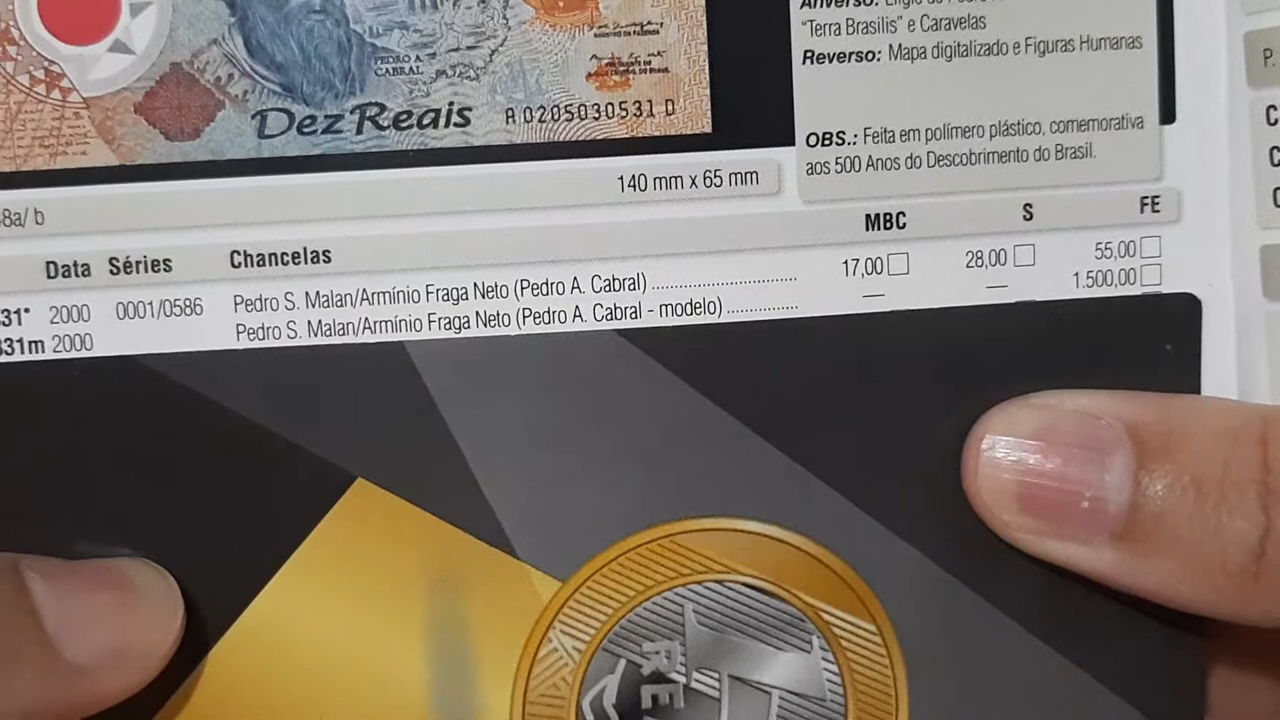 "Terra Brasilis" e Caravelas
Reverso: Mapa digitalizado e Figuras Humanas
OBS.: Feita em polímero plástico, comemorativa
aos 500 Anos do Descobrimento do Brasil.
PEDRO A.
CABRAL
Dez Reais A 0205030531 D
140 mm x 65 mm
8a/ b
MBC S FE
Data Séries Chancelas
31* 2000 0001/0586 Pedro S. Malan/Armínio Fraga Neto (Pedro A. Cabral) 17,00 28,00 55,00
31m 2000 Pedro S. Malan/Armínio Fraga Neto (Pedro A. Cabral - modelo) — — 1.500,00
P.